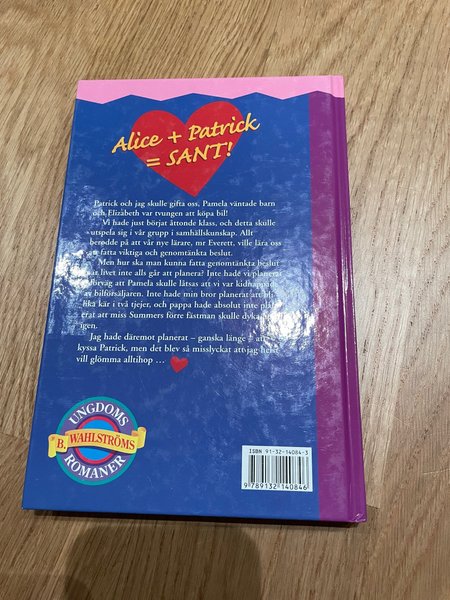 Alice + Patrick
= SANT!
Patrick och jag skulle gifta oss, Pamela väntade barn
och Elizabeth var tvungen att köpa bil!
Vi hade just börjat åttonde klass, och detta skulle
utspela sig i vår grupp i samhällskunskap. Allt
berodde på att vår nye lärare, mr Everett, ville lära oss
att fatta viktiga och genomtänkta beslut.
Men hur ska man kunna fatta genomtänkta beslut
när livet inte alls går att planera? Inte hade vi planerat
förväg att Pamela skulle låtsas att vi var kidnappade
av bilförsäljaren. Inte hade min bror planerat att bli
lika kär i två tjejer, och pappa hade absolut inte plan-
erat att miss Summers förre fästman skulle dyka
igen.
Jag hade däremot planerat – ganska länge – att
kyssa Patrick, men det blev så misslyckat att jag helst
vill glömma alltihop ...
UNGDOMS
B. WAHLSTRÖMS
ROMANER
ISBN 91-32-14084-3
9 789132 140846